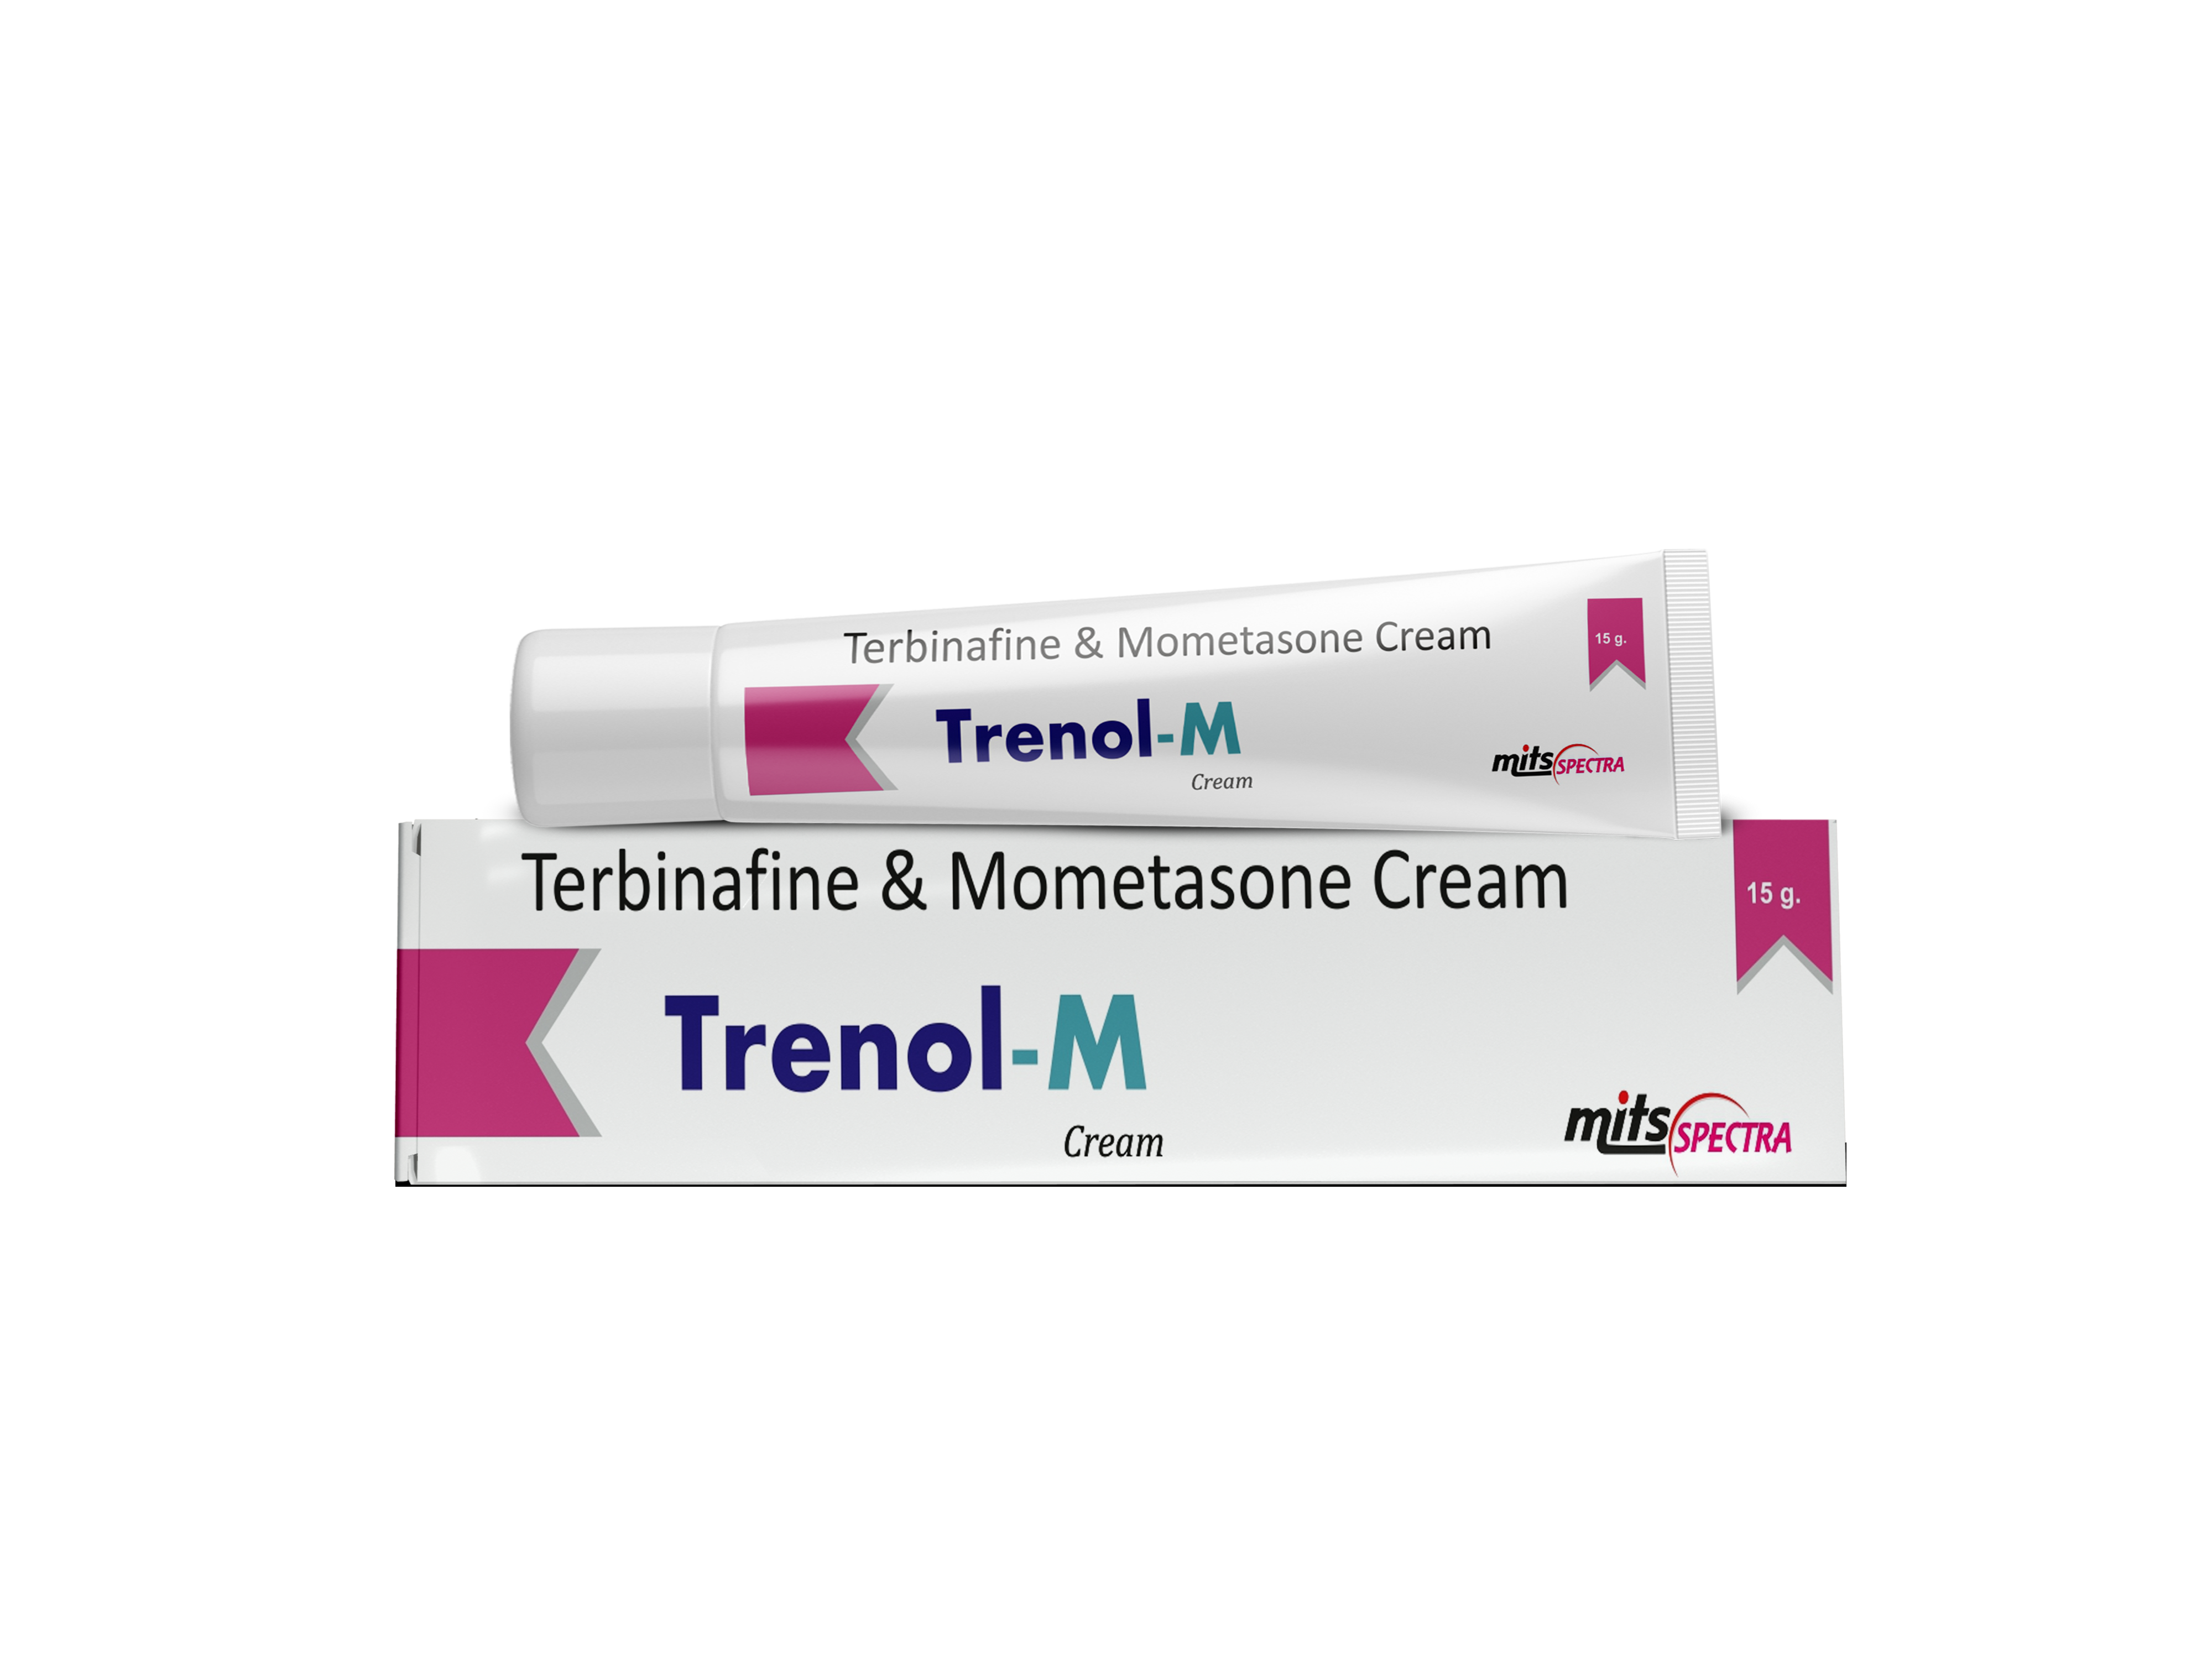 Terbinafine & Mometasone Cream
15 g.
Trenol-M
Cream
mits SPECTRA
Terbinafine & Mometasone Cream
15 g.
Trenol-M
Cream
mits SPECTRA